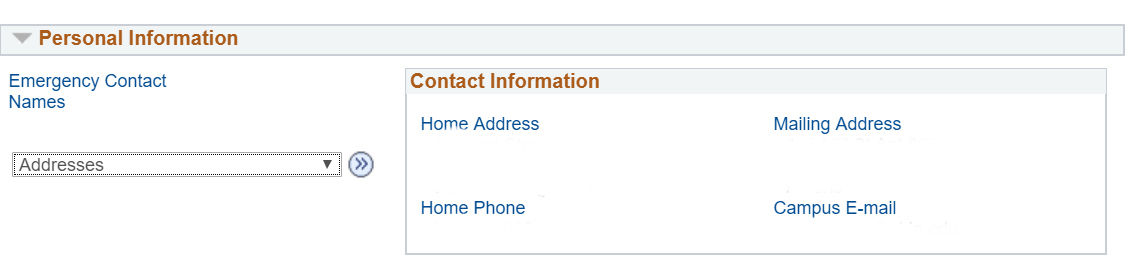 Personal Information
Emergency Contact
Names
Addresses
Contact Information
Home Address
Mailing Address
Home Phone
Campus E-mail